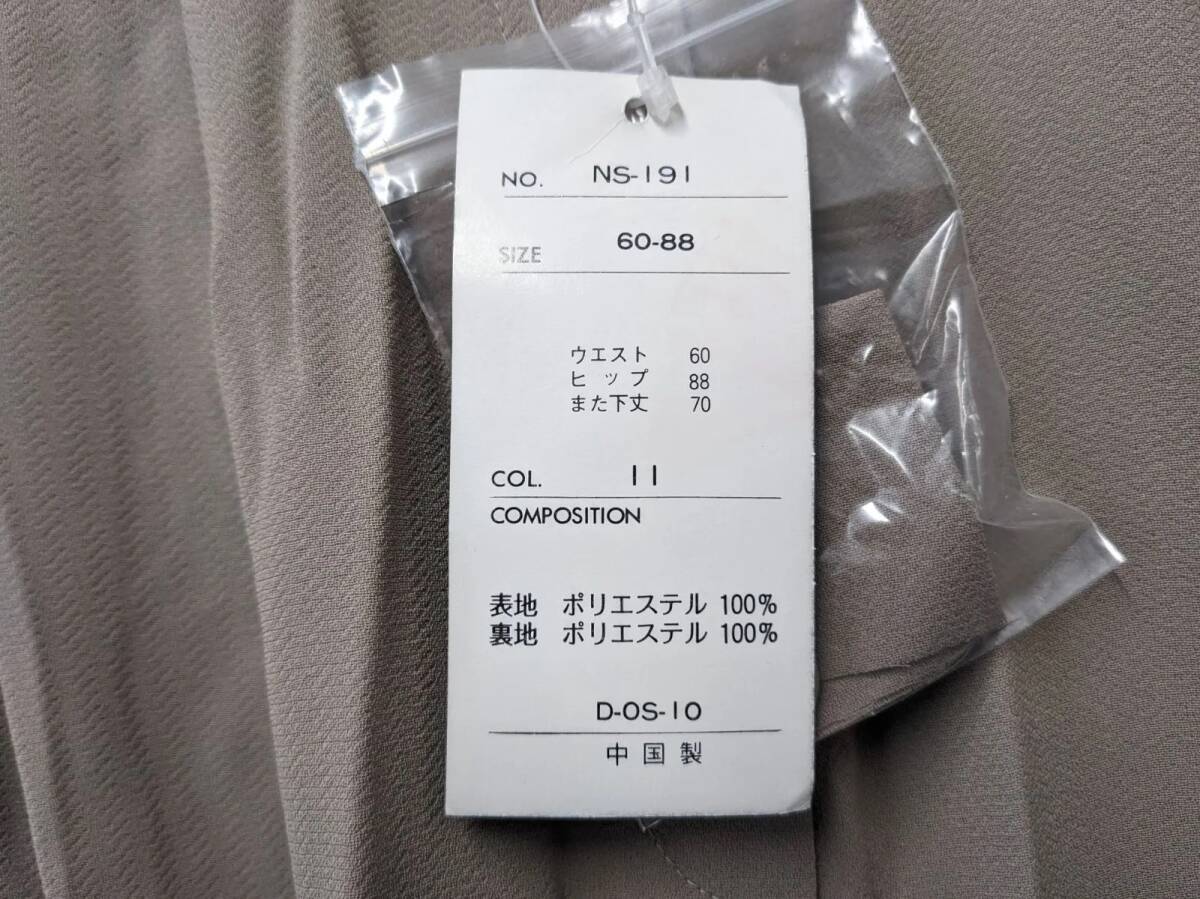 NO. NS-191
SIZE 60-88
ウエスト 60
ヒップ 88
また下丈 70
COL. 11
COMPOSITION
表地 ポリエステル 100%
裏地 ポリエステル 100%
D-OS-10
中国製